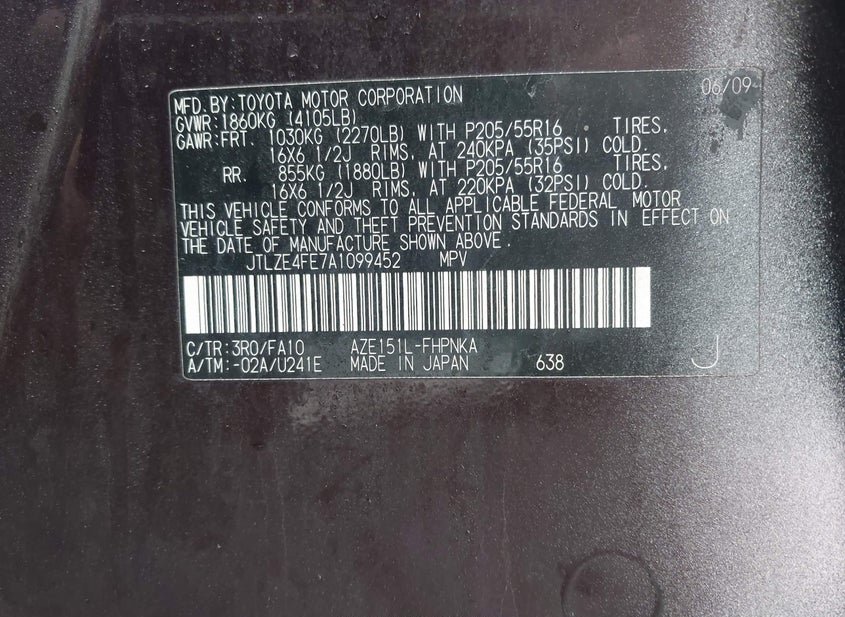 MFD.BY:TOYOTA MOTOR CORPORATION 06/09
GVWR:1860KG (4105LB)
GAWR:FRT. 1030KG (2270LB) WITH P205/55R16 TIRES,
16X6 1/2J RIMS, AT 240KPA (35PSI) COLD.
RR. 855KG (1880LB) WITH P205/55R16 TIRES,
16X6 1/2J RIMS, AT 220KPA (32PSI) COLD.
THIS VEHICLE CONFORMS TO ALL APPLICABLE FEDERAL MOTOR
VEHICLE SAFETY AND THEFT PREVENTION STANDARDS IN EFFECT ON
THE DATE OF MANUFACTURE SHOWN ABOVE.
JTLZE4FE7A1099452 MPV
C/TR:3R0/FA10 AZE151L-FHPNKA
A/TM:-02A/U241E MADE IN JAPAN 638 J